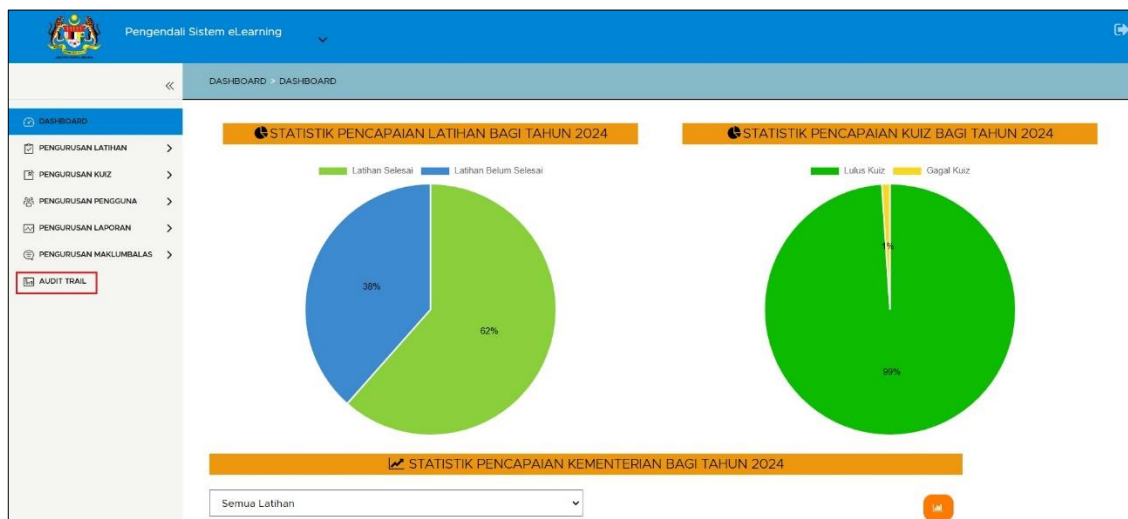 Pengendali Sistem eLearning
DASHBOARD > DASHBOARD
DASHBOARD
PENGURUSAN LATIHAN
PENGURUSAN KUIZ
PENGURUSAN PENGGUNA
PENGURUSAN LAPORAN
PENGURUSAN MAKLUMBALAS
AUDIT TRAIL
STATISTIK PENCAPAIAN LATIHAN BAGI TAHUN 2024
Latihan Selesai Latihan Belum Selesai
38%
62%
STATISTIK PENCAPAIAN KUIZ BAGI TAHUN 2024
Lulus Kuiz Gagal Kuiz
1%
99%
STATISTIK PENCAPAIAN KEMENTERIAN BAGI TAHUN 2024
Semua Latihan